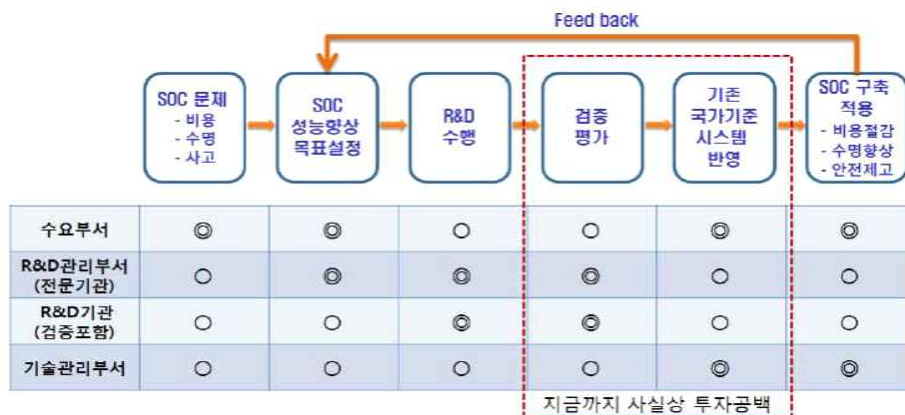 Feed back
SOC 문제
- 비용
- 수명
- 사고
SOC
성능향상
목표설정
R&D
수행
검증
평가
기존
국가기준
시스템
반영
SOC 구축
적용
- 비용절감
- 수명향상
- 안전제고
수요부서 ◎ ◎ ○ ○ ◎ ◎
R&D관리부서
(전문기관) ○ ◎ ◎ ◎ ○ ○
R&D기관
(검증포함) ○ ○ ◎ ◎ ○ ○
기술관리부서 ○ ○ ○ ○ ◎ ◎
지금까지 사실상 투자공백